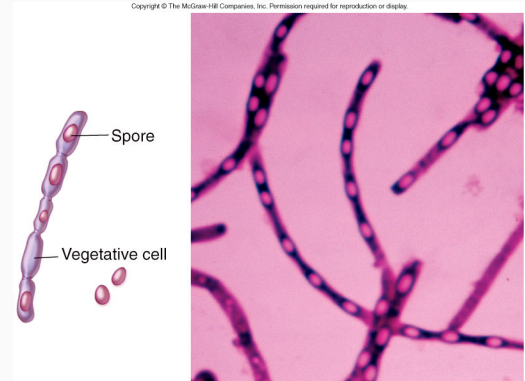 Copyright © The McGraw-Hill Companies, Inc. Permission required for reproduction or display.
Spore
Vegetative cell